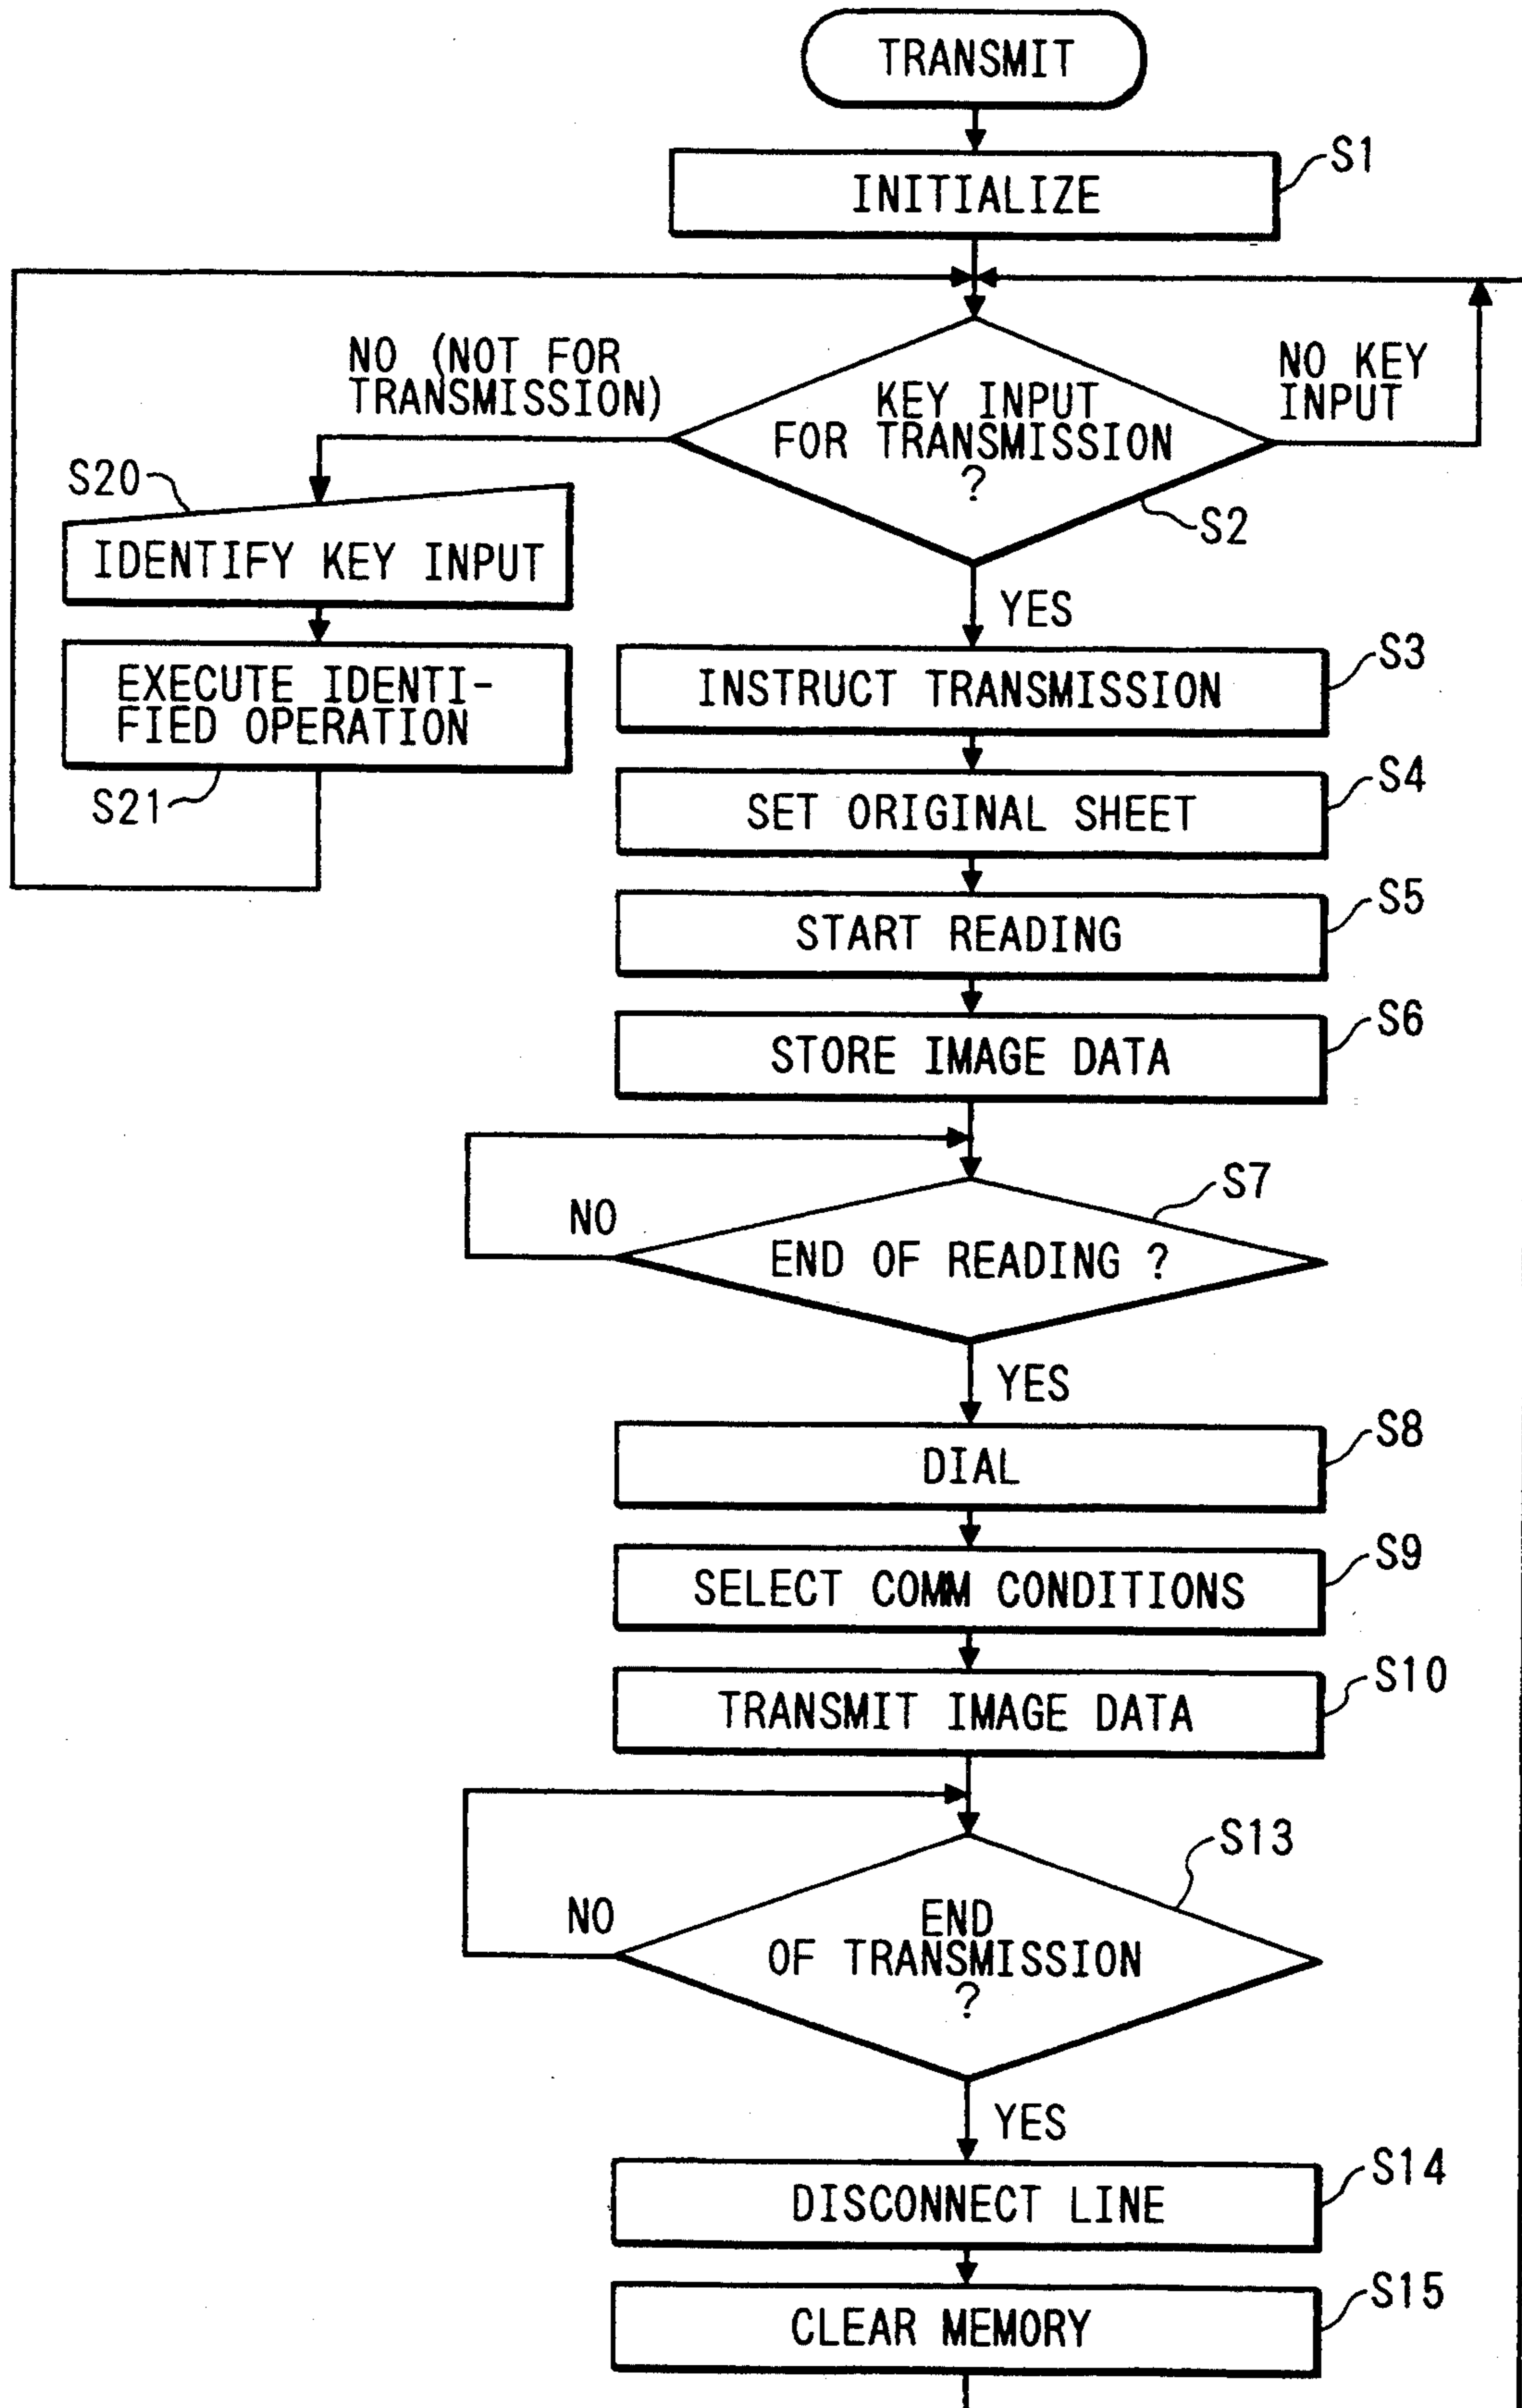 TRANSMIT
S1
INITIALIZE
NO (NOT FOR
TRANSMISSION)
KEY INPUT
FOR TRANSMISSION
?
NO KEY
INPUT
S2
S20
IDENTIFY KEY INPUT
YES
EXECUTE IDENTI-
FIED OPERATION
S21
S3
INSTRUCT TRANSMISSION
S4
SET ORIGINAL SHEET
S5
START READING
S6
STORE IMAGE DATA
S7
NO
END OF READING ?
YES
S8
DIAL
S9
SELECT COMM CONDITIONS
S10
TRANSMIT IMAGE DATA
S13
NO
END
OF TRANSMISSION
?
YES
S14
DISCONNECT LINE
S15
CLEAR MEMORY